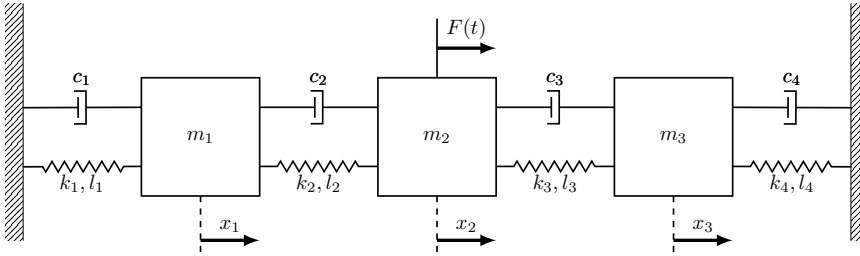 F(t)
c₁ c₂ c₃ c₄
m₁ m₂ m₃
k₁, l₁ k₂, l₂ k₃, l₃ k₄, l₄
x₁ x₂ x₃